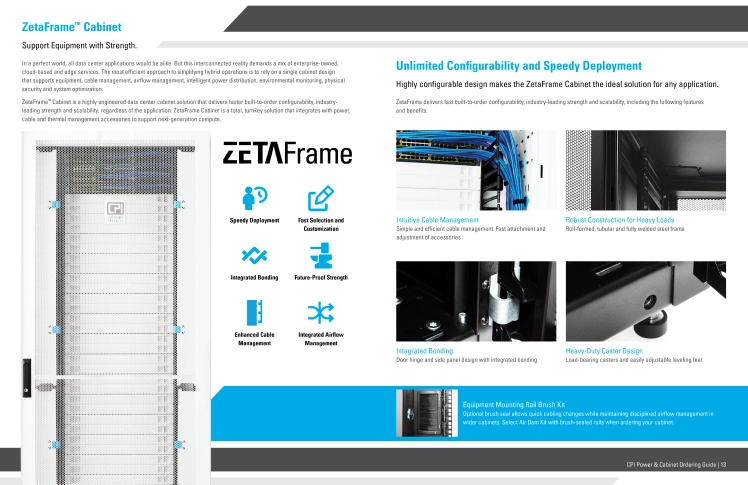 ZetaFrame™ Cabinet
Support Equipment with Strength.
In a perfect world, all data center applications would be alike. But this interconnected reality demands a mix of enterprise-owned,
cloud-based and edge services. The most efficient approach to simplifying hybrid operations is to rely on a single cabinet design
that supports equipment, cable management, airflow management, intelligent power distribution, environmental monitoring, physical
security and system optimization.
ZetaFrame™ Cabinet is a highly engineered data center cabinet solution that delivers faster built-to-order configurability, industry-
leading strength and scalability, regardless of the application. ZetaFrame Cabinet is a total, turnkey solution that integrates with power,
cable and thermal management accessories to support next-generation compute.
CPI
ZETAFrame
Speedy Deployment
Fast Selection and
Customization
Integrated Bonding
Future-Proof Strength
Enhanced Cable
Management
Integrated Airflow
Management
Unlimited Configurability and Speedy Deployment
Highly configurable design makes the ZetaFrame Cabinet the ideal solution for any application.
ZetaFrame delivers fast built-to-order configurability, industry-leading strength and scalability, including the following features
and benefits:
Intuitive Cable Management
Simple and efficient cable management. Fast attachment and
adjustment of accessories
Robust Construction for Heavy Loads
Roll-formed, tubular and fully welded steel frame
Integrated Bonding
Door hinge and side panel design with integrated bonding
Heavy-Duty Caster Design
Load-bearing casters and easily adjustable leveling feet
Equipment Mounting Rail Brush Kit
Optional brush seal allows quick cabling changes while maintaining disciplined airflow management in
wider cabinets. Select Air Dam Kit with brush-sealed rails when ordering your cabinet.
CPI Power & Cabinet Ordering Guide | 13